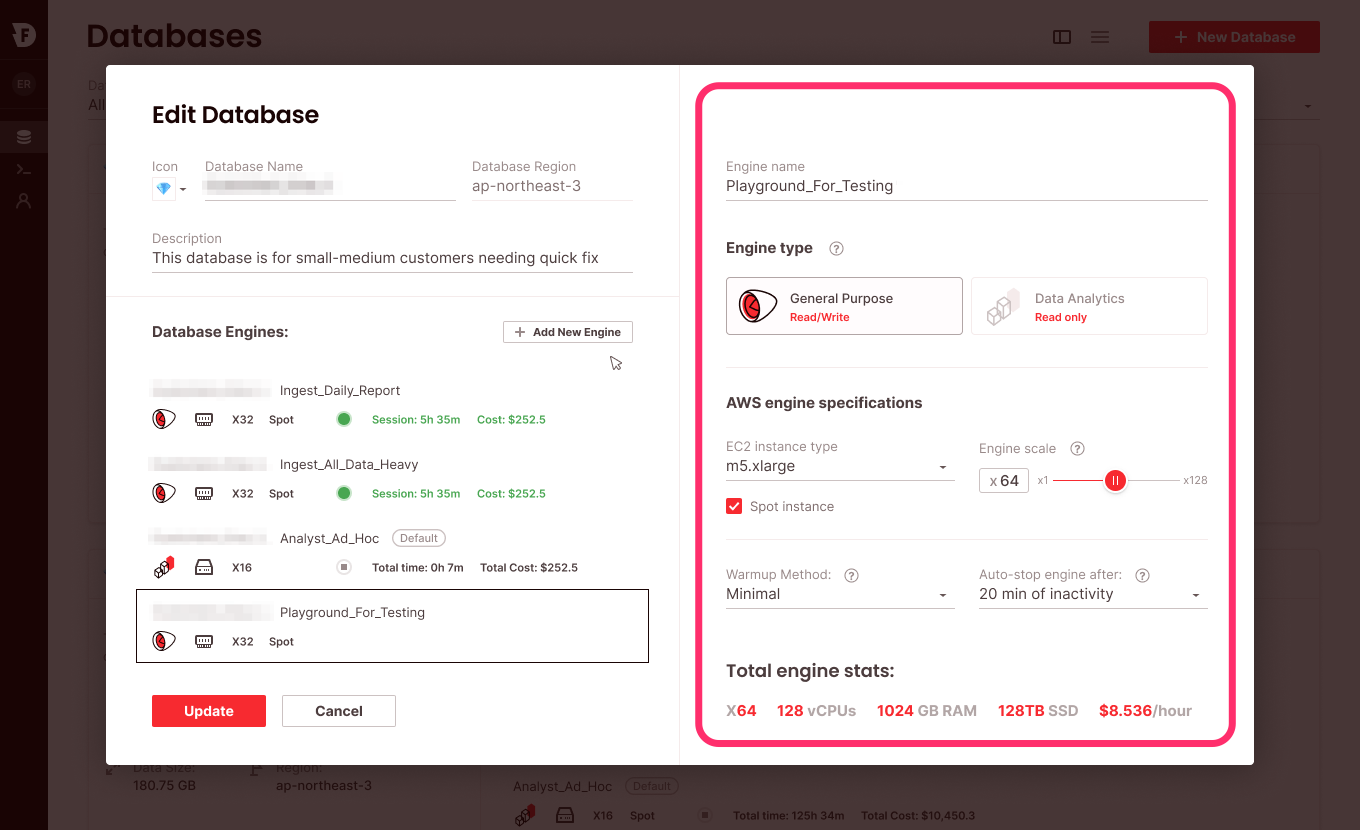 F
Databases
New Database
ER
Da
All
Edit Database
Icon
Database Name
Database Region
ap-northeast-3
Description
This database is for small-medium customers needing quick fix
Database Engines:
Add New Engine
Ingest_Daily_Report
X32 Spot Session: 5h 35m Cost: $252.5
Ingest_All_Data_Heavy
X32 Spot Session: 5h 35m Cost: $252.5
Analyst_Ad_Hoc Default
X16 Total time: 0h 7m Total Cost: $252.5
Playground_For_Testing
X32 Spot
Update Cancel
Engine name
Playground_For_Testing
Engine type ?
General Purpose
Read/Write
Data Analytics
Read only
AWS engine specifications
EC2 instance type
m5.xlarge
Spot instance
Engine scale ?
x 64 x1 x128
Warmup Method: ?
Minimal
Auto-stop engine after: ?
20 min of inactivity
Total engine stats:
X64 128 vCPUs 1024 GB RAM 128TB SSD $8.536/hour
Data Size:
180.75 GB
Region:
ap-northeast-3
Analyst_Ad_Hoc Default
X16 Spot Total time: 125h 34m Total Cost: $10,450.3